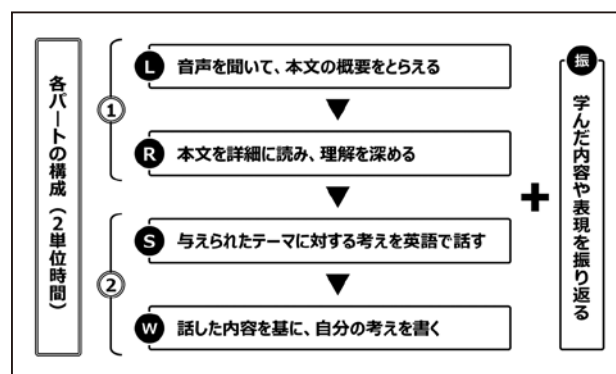 各パートの構成（2単位時間）
①
L 音声を聞いて、本文の概要をとらえる
R 本文を詳細に読み、理解を深める
②
S 与えられたテーマに対する考えを英語で話す
W 話した内容を基に、自分の考えを書く
振 学んだ内容や表現を振り返る